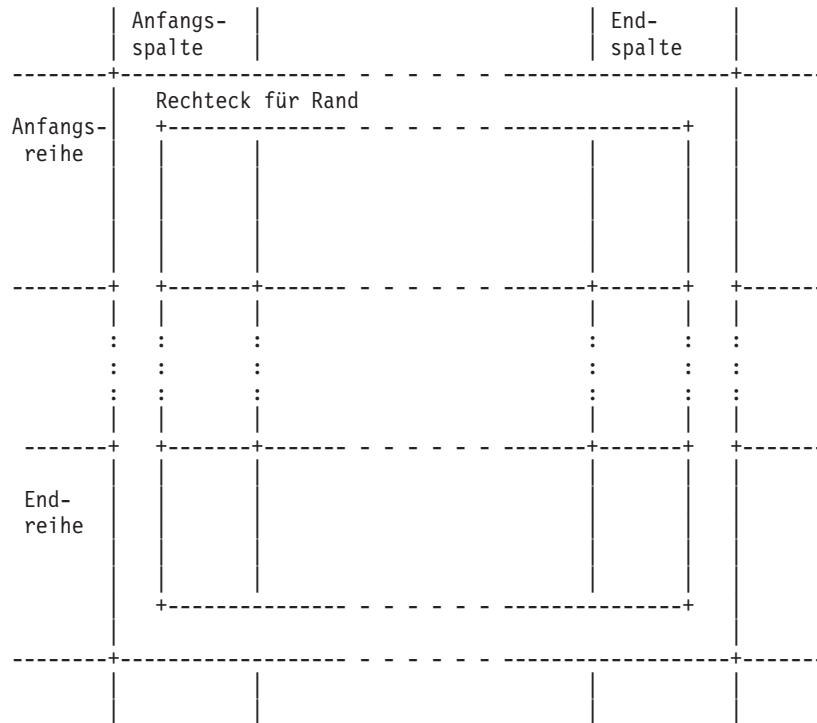 Anfangs-
spalte
End-
spalte
Rechteck für Rand
Anfangs-
reihe
End-
reihe